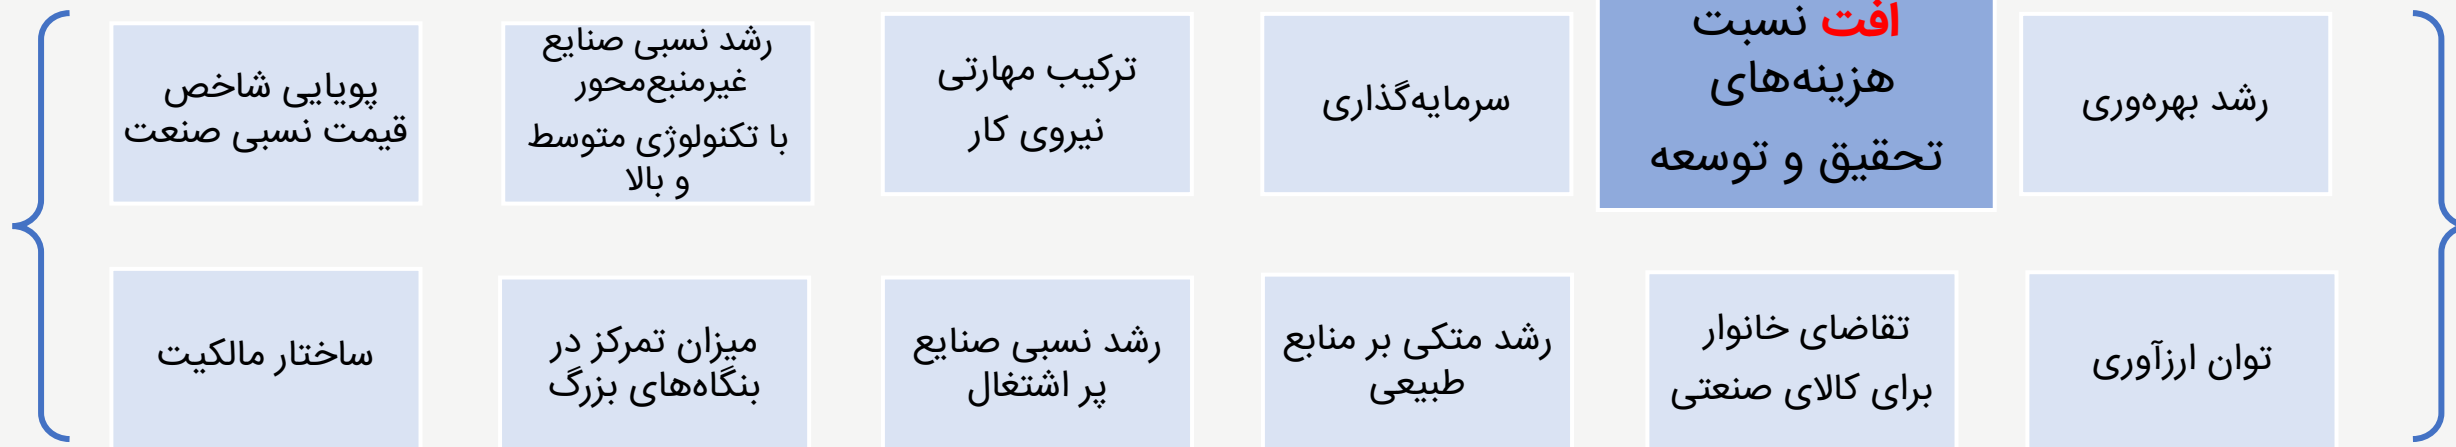 رشد بهره‌وری
افت نسبت
هزینه‌های
تحقیق و توسعه
سرمایه‌گذاری
ترکیب مهارتی
نیروی کار
رشد نسبی صنایع
غیرمنبع‌محور
با تکنولوژی متوسط
و بالا
پویایی شاخص
قیمت نسبی صنعت
توان ارزآوری
تقاضای خانوار
برای کالای صنعتی
رشد متکی بر منابع
طبیعی
رشد نسبی صنایع
پر اشتغال
میزان تمرکز در
بنگاه‌های بزرگ
ساختار مالکیت